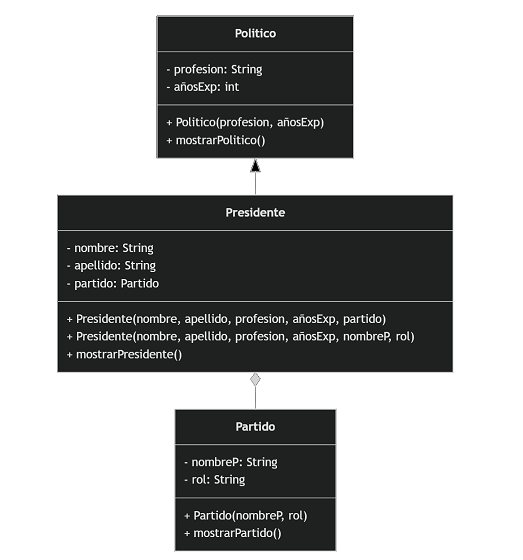 Politico
- profesion: String
- añosExp: int
+ Politico(profesion, añosExp)
+ mostrarPolitico()
Presidente
- nombre: String
- apellido: String
- partido: Partido
+ Presidente(nombre, apellido, profesion, añosExp, partido)
+ Presidente(nombre, apellido, profesion, añosExp, nombreP, rol)
+ mostrarPresidente()
Partido
- nombreP: String
- rol: String
+ Partido(nombreP, rol)
+ mostrarPartido()